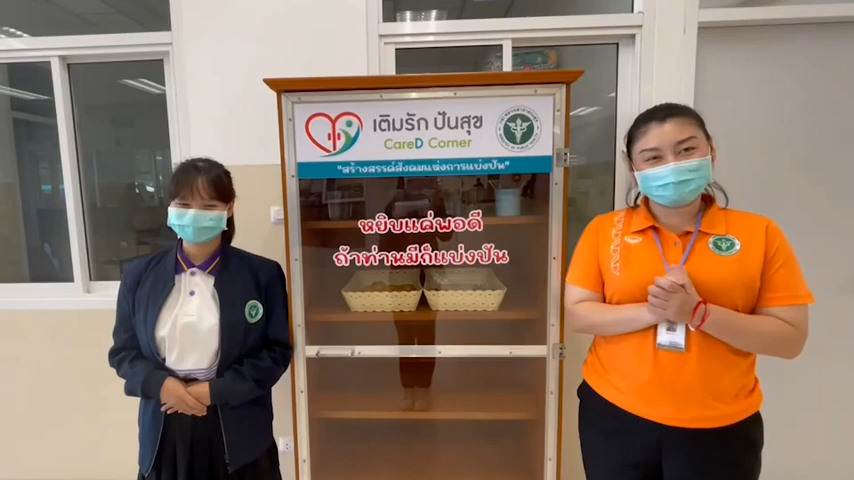 เติมรัก ปันสุข
CareD Corner
"สร้างสรรค์สังคมแห่งการแบ่งปัน"
หยิบแค่พอดี
ถ้าท่านมีก็แบ่งปัน